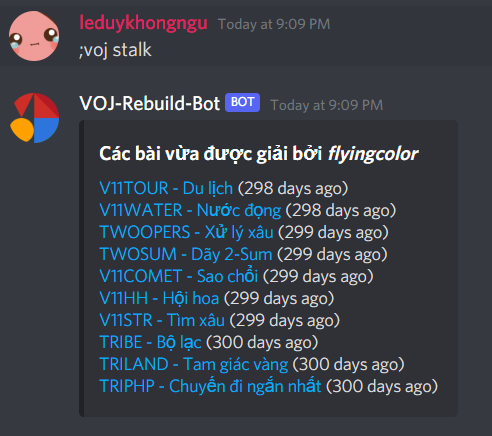 leduykhongngu Today at 9:09 PM
;voj stalk
VOJ-Rebuild-Bot BOT Today at 9:09 PM
Các bài vừa được giải bởi flyingcolor
V11TOUR - Du lịch (298 days ago)
V11WATER - Nước đọng (298 days ago)
TWOOPERS - Xử lý xâu (299 days ago)
TWOSUM - Dãy 2-Sum (299 days ago)
V11COMET - Sao chổi (299 days ago)
V11HH - Hội hoa (299 days ago)
V11STR - Tìm xâu (299 days ago)
TRIBE - Bộ lạc (300 days ago)
TRILAND - Tam giác vàng (300 days ago)
TRIPHP - Chuyến đi ngắn nhất (300 days ago)